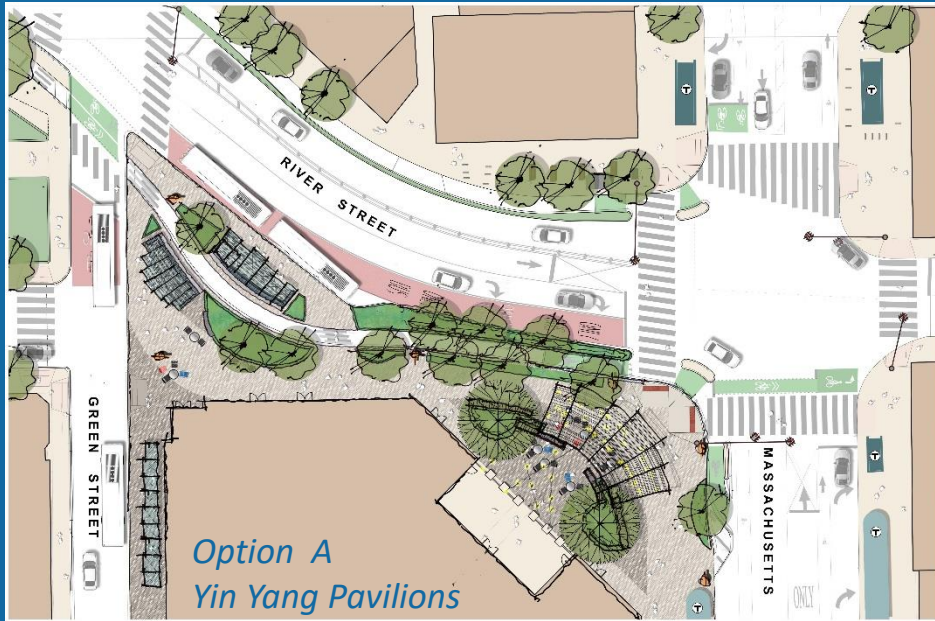 RIVER STREET
GREEN STREET
MASSACHUSETTS
ONLY
T
T
T
T
T
Option A
Yin Yang Pavilions